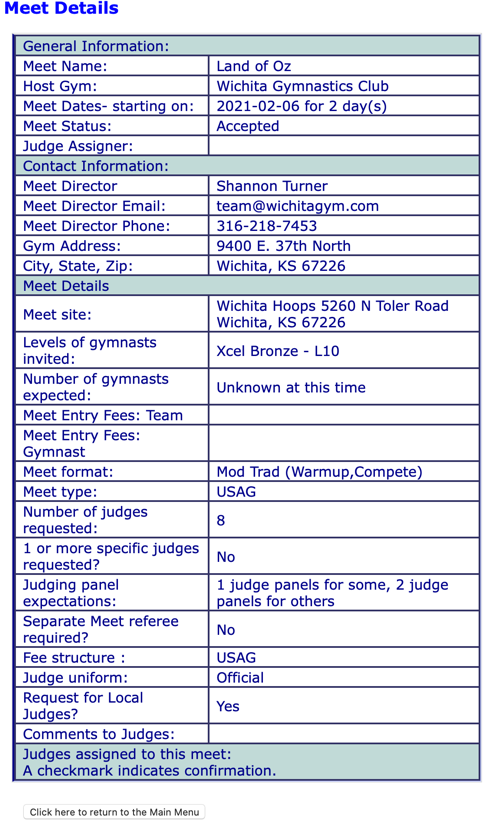 Meet Details
General Information:
Meet Name: Land of Oz
Host Gym: Wichita Gymnastics Club
Meet Dates- starting on: 2021-02-06 for 2 day(s)
Meet Status: Accepted
Judge Assigner:
Contact Information:
Meet Director Shannon Turner
Meet Director Email: team@wichitagym.com
Meet Director Phone: 316-218-7453
Gym Address: 9400 E. 37th North
City, State, Zip: Wichita, KS 67226
Meet Details
Meet site:
Wichita Hoops 5260 N Toler Road
Wichita, KS 67226
Levels of gymnasts
invited:
Xcel Bronze - L10
Number of gymnasts
expected:
Unknown at this time
Meet Entry Fees: Team
Meet Entry Fees:
Gymnast
Meet format: Mod Trad (Warmup,Compete)
Meet type: USAG
Number of judges
requested:
8
1 or more specific judges
requested?
No
Judging panel
expectations:
1 judge panels for some, 2 judge
panels for others
Separate Meet referee
required?
No
Fee structure : USAG
Judge uniform: Official
Request for Local
Judges?
Yes
Comments to Judges:
Judges assigned to this meet:
A checkmark indicates confirmation.
Click here to return to the Main Menu